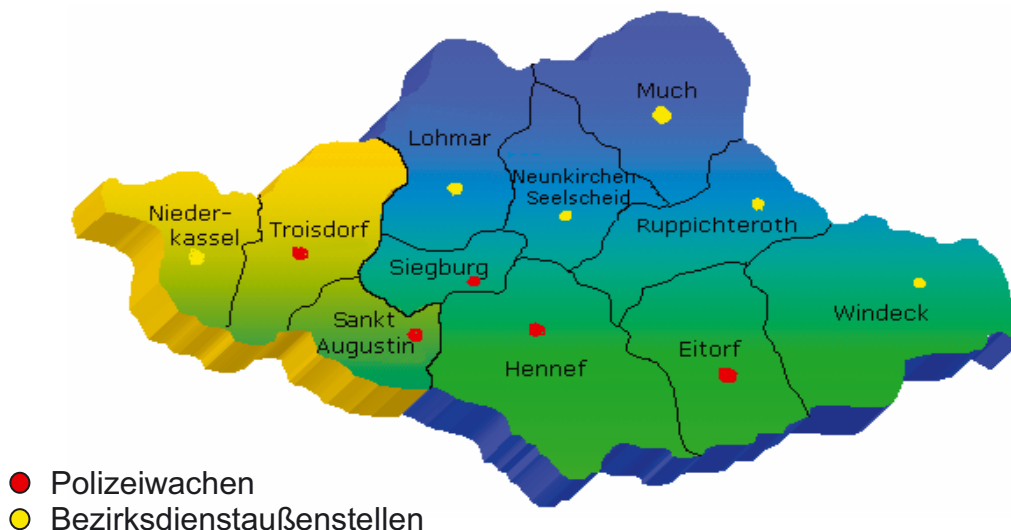 Much
Lohmar
Neunkirchen
Seelscheid
Nieder-
kassel
Troisdorf
Ruppichteroth
Siegburg
Sankt
Augustin
Windeck
Hennef
Eitorf
Polizeiwachen
Bezirksdienstaußenstellen